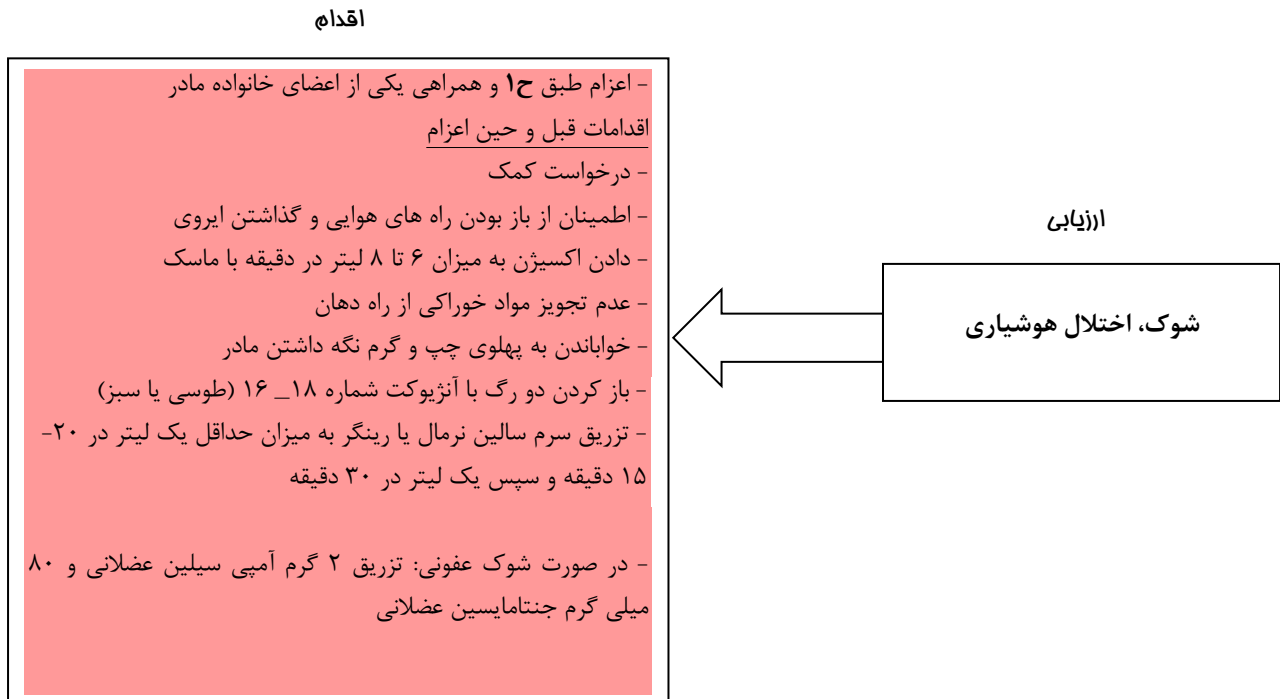 اقدام
ارزیابی
شوک، اختلال هوشیاری
- اعزام طبق ح۱ و همراهی یکی از اعضای خانواده مادر
اقدامات قبل و حین اعزام
- درخواست کمک
- اطمینان از باز بودن راه های هوایی و گذاشتن ایروی
- دادن اکسیژن به میزان ۶ تا ۸ لیتر در دقیقه با ماسک
- عدم تجویز مواد خوراکی از راه دهان
- خواباندن به پهلوی چپ و گرم نگه داشتن مادر
- باز کردن دو رگ با آنژیوکت شماره ۱۸_ ۱۶ (طوسی یا سبز)
- تزریق سرم سالین نرمال یا رینگر به میزان حداقل یک لیتر در ۲۰-
۱۵ دقیقه و سپس یک لیتر در ۳۰ دقیقه
- در صورت شوک عفونی: تزریق ۲ گرم آمپی سیلین عضلانی و ۸۰
میلی گرم جنتامایسین عضلانی